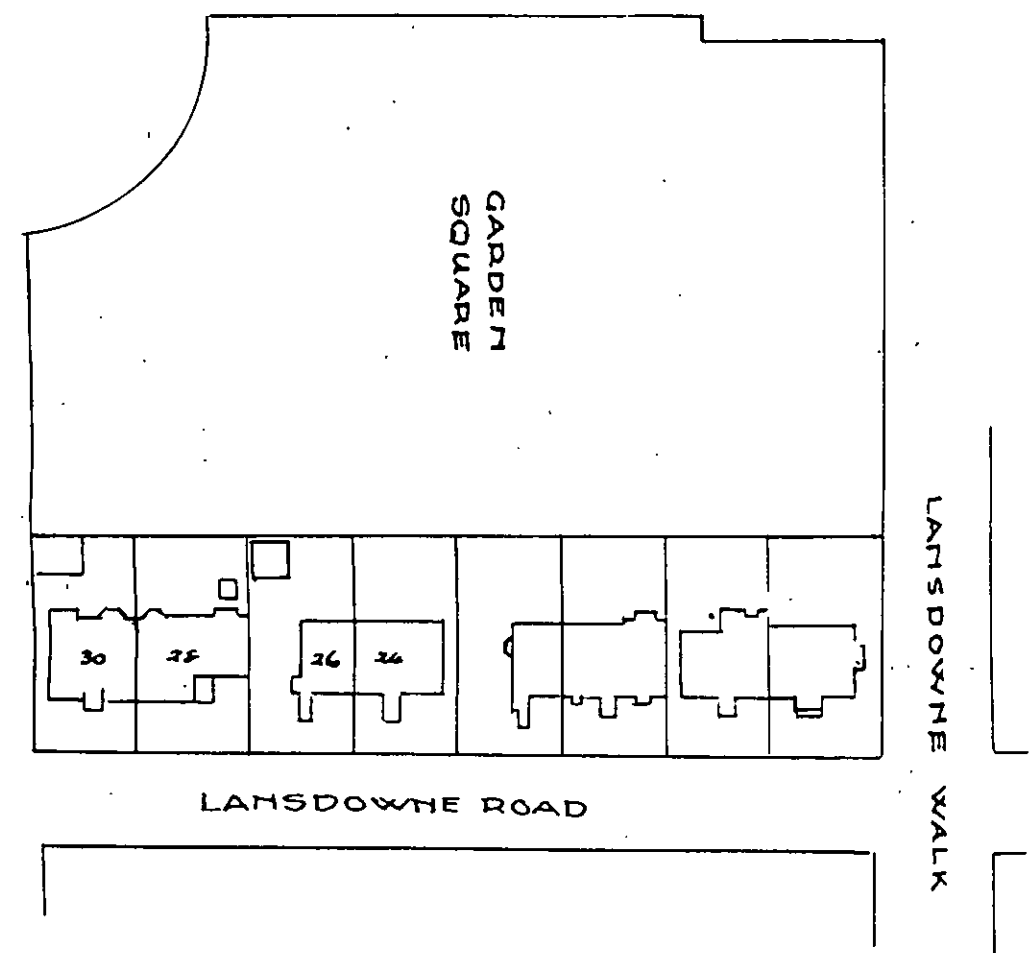 GARDEN
SQUARE
30
28
26
24
LANSDOWNE ROAD
LANSDOWNE WALK